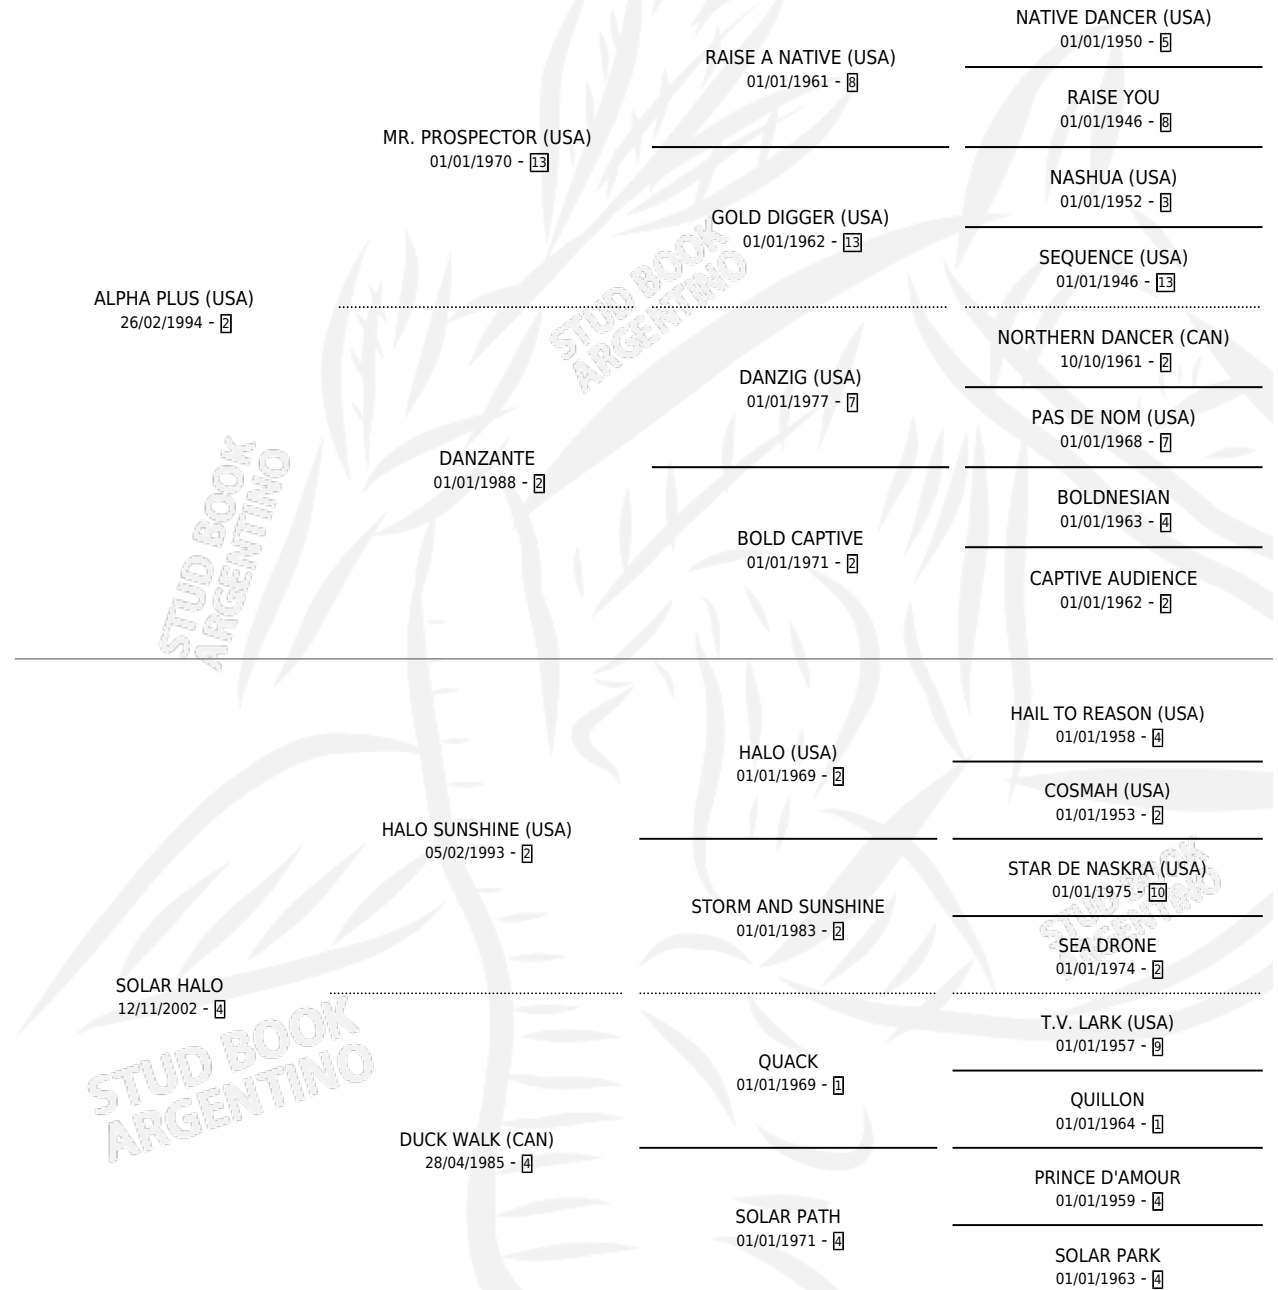 NATIVE DANCER (USA)
01/01/1950 - 5
RAISE A NATIVE (USA)
01/01/1961 - 8
RAISE YOU
01/01/1946 - 8
MR. PROSPECTOR (USA)
01/01/1970 - 13
NASHUA (USA)
01/01/1952 - 3
GOLD DIGGER (USA)
01/01/1962 - 13
SEQUENCE (USA)
01/01/1946 - 13
ALPHA PLUS (USA)
26/02/1994 - 2
STUD BOOK
ARGENTINO
NORTHERN DANCER (CAN)
10/10/1961 - 2
DANZIG (USA)
01/01/1977 - 7
PAS DE NOM (USA)
01/01/1968 - 7
DANZANTE
01/01/1988 - 2
BOLDNESIAN
01/01/1963 - 4
BOLD CAPTIVE
01/01/1971 - 2
CAPTIVE AUDIENCE
01/01/1962 - 2
STUD BOOK
ARGENTINO
HAIL TO REASON (USA)
01/01/1958 - 4
HALO (USA)
01/01/1969 - 2
COSMAH (USA)
01/01/1953 - 2
HALO SUNSHINE (USA)
05/02/1993 - 2
STAR DE NASKRA (USA)
01/01/1975 - 10
STORM AND SUNSHINE
01/01/1983 - 2
SEA DRONE
01/01/1974 - 2
STUD BOOK
ARGENTINO
SOLAR HALO
12/11/2002 - 4
T.V. LARK (USA)
01/01/1957 - 9
QUACK
01/01/1969 - 1
QUILLON
01/01/1964 - 1
STUD BOOK
ARGENTINO
DUCK WALK (CAN)
28/04/1985 - 4
PRINCE D'AMOUR
01/01/1959 - 4
SOLAR PATH
01/01/1971 - 4
SOLAR PARK
01/01/1963 - 4